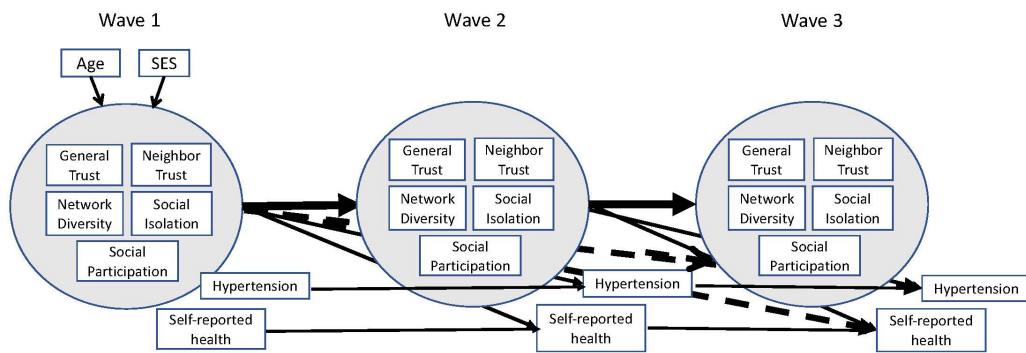 Wave 1
Wave 2
Wave 3
Age
SES
General
Trust
Neighbor
Trust
Network
Diversity
Social
Isolation
Social
Participation
General
Trust
Neighbor
Trust
Network
Diversity
Social
Isolation
Social
Participation
General
Trust
Neighbor
Trust
Network
Diversity
Social
Isolation
Social
Participation
Hypertension
Hypertension
Hypertension
Self-reported
health
Self-reported
health
Self-reported
health